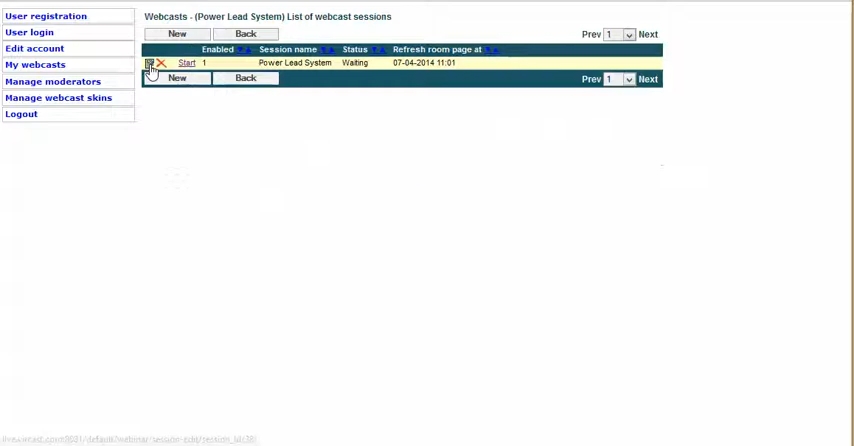 User registration
User login
Edit account
My webcasts
Manage moderators
Manage webcast skins
Logout
Webcasts - (Power Lead System) List of webcast sessions
New Back Prev 1 Next
Enabled Session name Status Refresh room page at
Start 1 Power Lead System Waiting 07-04-2014 11:01
New Back Prev 1 Next